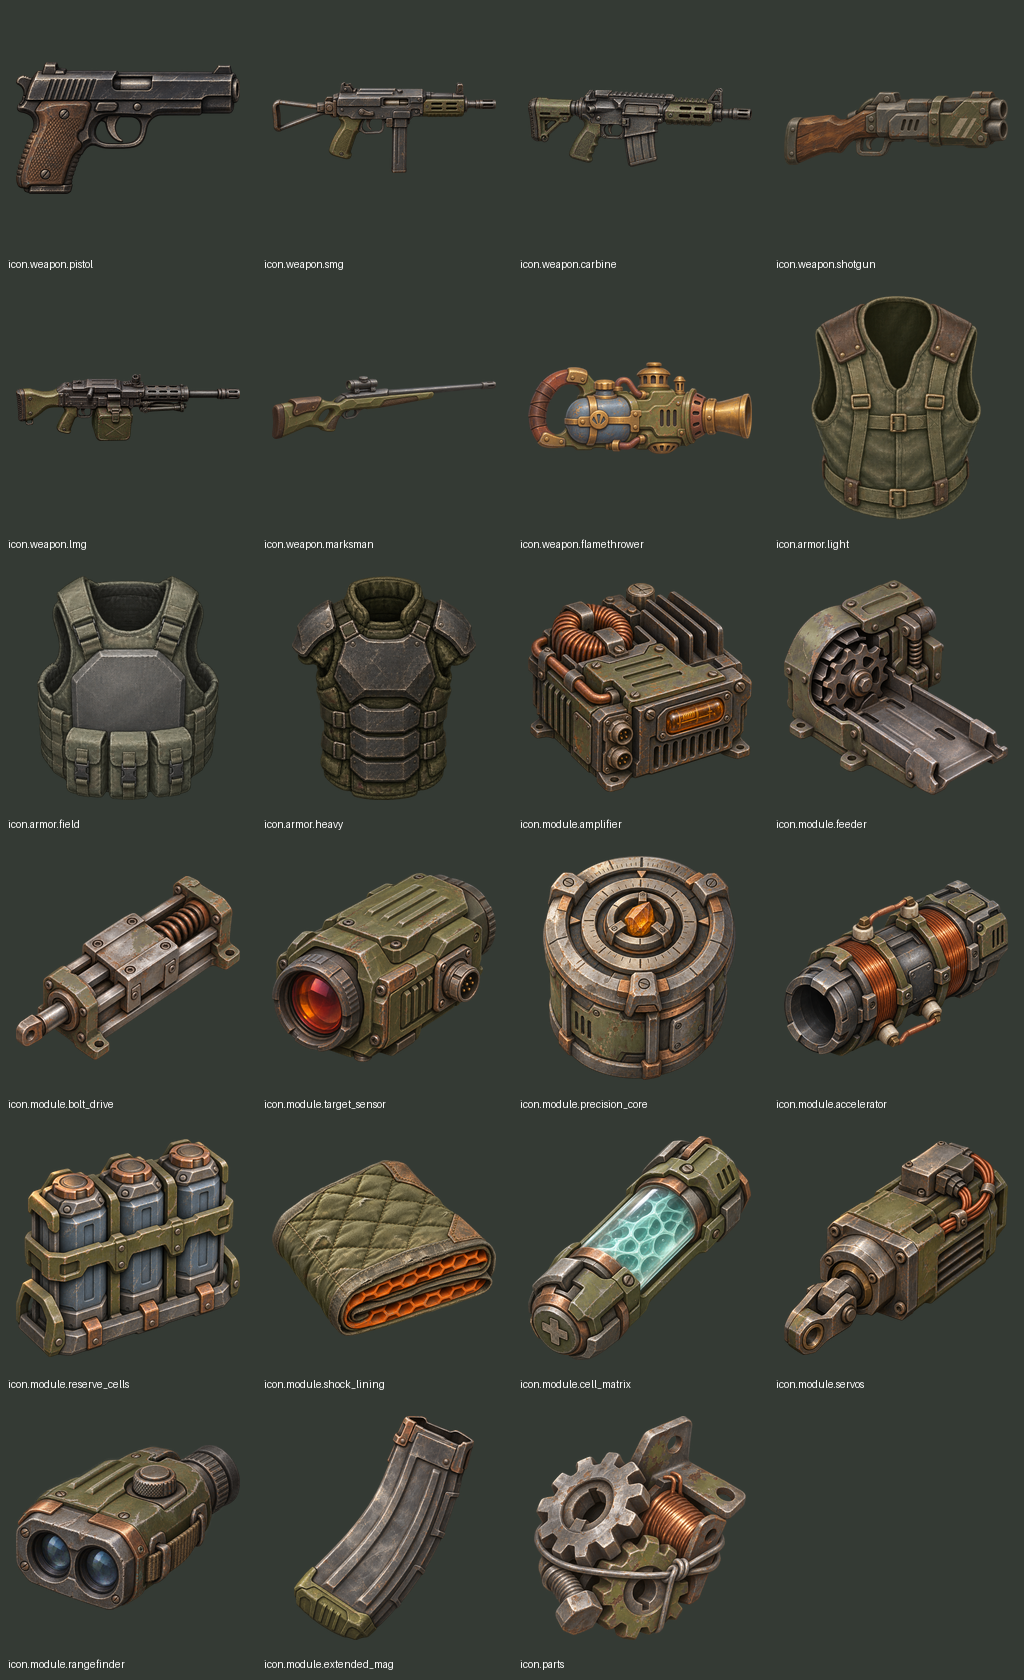 icon.weapon.pistol
icon.weapon.smg
icon.weapon.carbine
icon.weapon.shotgun
icon.weapon.lmg
icon.weapon.marksman
icon.weapon.flamethrower
icon.armor.light
icon.armor.field
icon.armor.heavy
icon.module.amplifier
icon.module.feeder
icon.module.bolt_drive
icon.module.target_sensor
icon.module.precision_core
icon.module.accelerator
icon.module.reserve_cells
icon.module.shock_lining
icon.module.cell_matrix
icon.module.servos
icon.module.rangefinder
icon.module.extended_mag
icon.parts